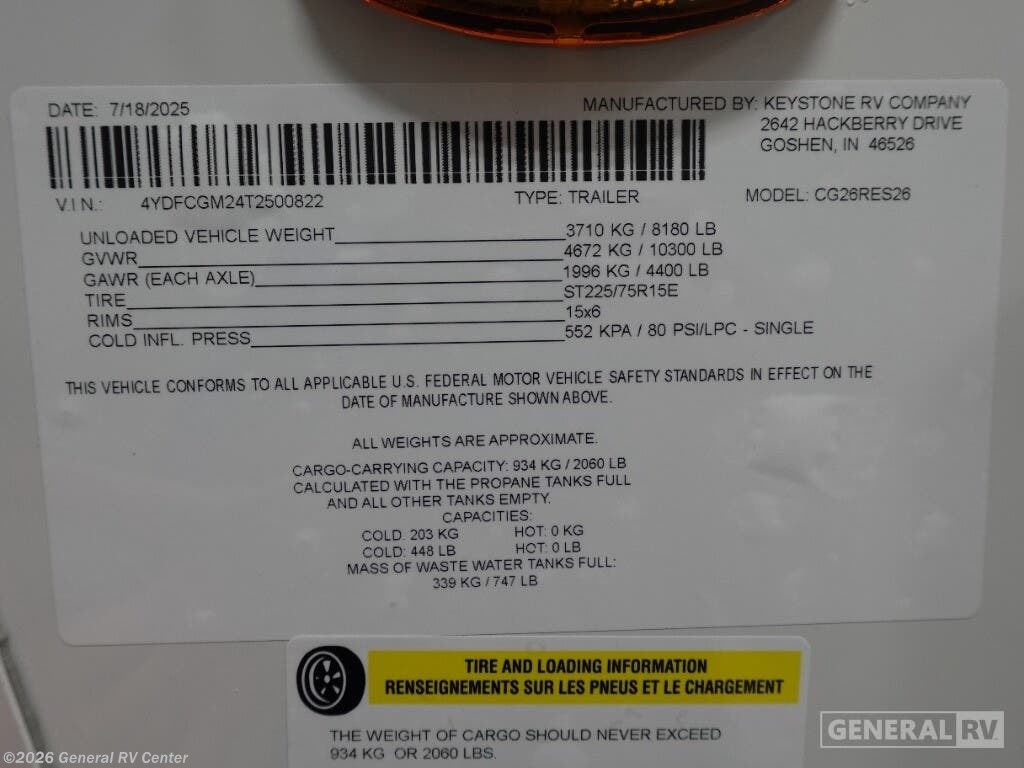 DATE: 7/18/2025
MANUFACTURED BY: KEYSTONE RV COMPANY
2642 HACKBERRY DRIVE
GOSHEN, IN 46526
V.I N.: 4YDFCGM24T2500822 TYPE: TRAILER MODEL: CG26RES26
UNLOADED VEHICLE WEIGHT 3710 KG / 8180 LB
GVWR 4672 KG / 10300 LB
GAWR (EACH AXLE) 1996 KG / 4400 LB
TIRE ST225/75R15E
RIMS 15x6
COLD INFL. PRESS 552 KPA / 80 PSI/LPC - SINGLE
THIS VEHICLE CONFORMS TO ALL APPLICABLE U.S. FEDERAL MOTOR VEHICLE SAFETY STANDARDS IN EFFECT ON THE
DATE OF MANUFACTURE SHOWN ABOVE.
ALL WEIGHTS ARE APPROXIMATE.
CARGO-CARRYING CAPACITY: 934 KG / 2060 LB
CALCULATED WITH THE PROPANE TANKS FULL
AND ALL OTHER TANKS EMPTY.
CAPACITIES:
COLD: 203 KG HOT: 0 KG
COLD: 448 LB HOT: 0 LB
MASS OF WASTE WATER TANKS FULL:
339 KG / 747 LB
TIRE AND LOADING INFORMATION
RENSEIGNEMENTS SUR LES PNEUS ET LE CHARGEMENT
THE WEIGHT OF CARGO SHOULD NEVER EXCEED
934 KG OR 2060 LBS.
GENERAL RV
©2026 General RV Center